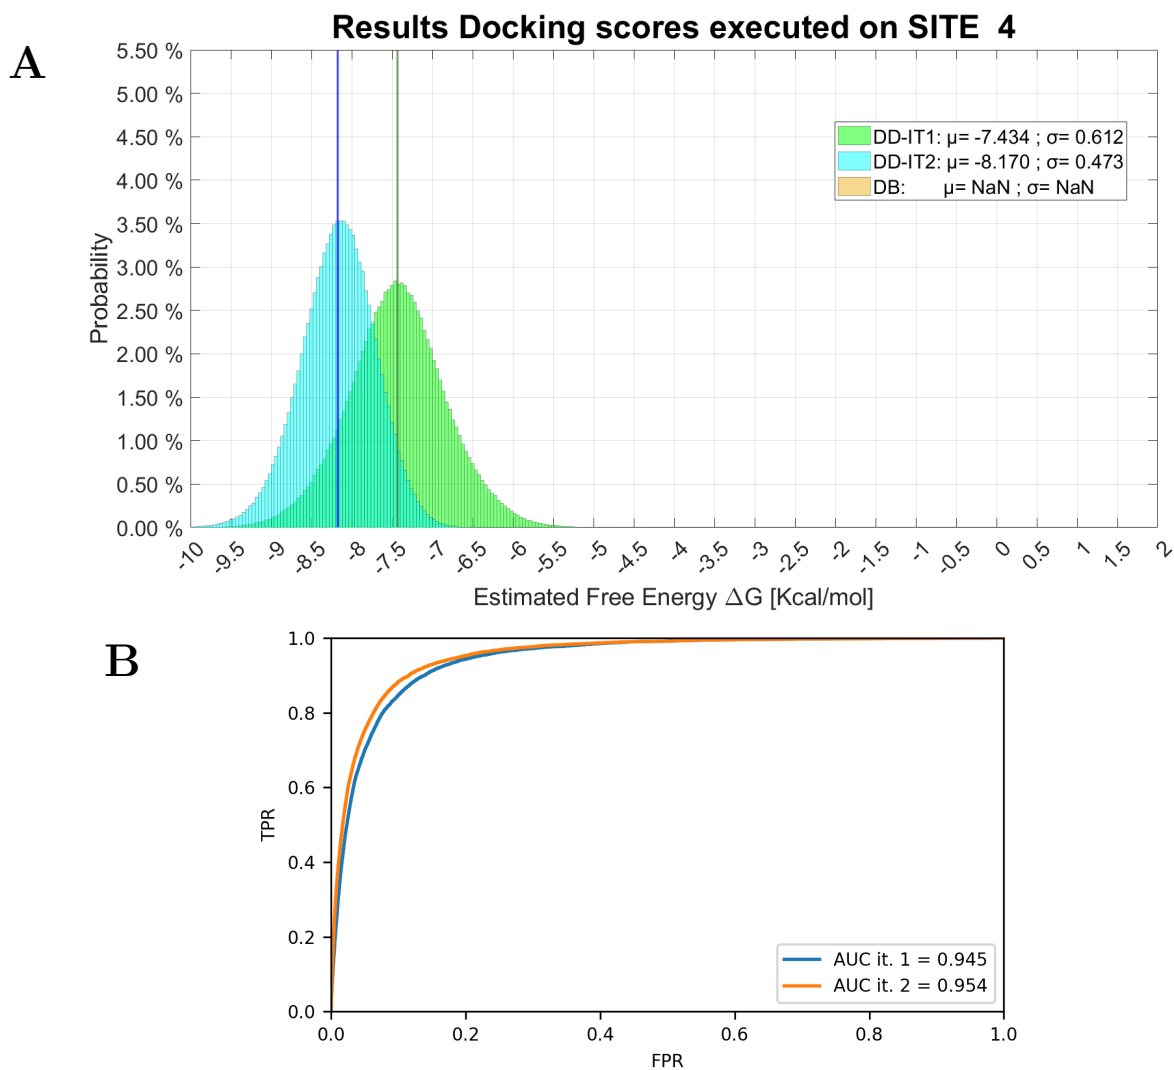 A
Results Docking scores executed on SITE 4
5.50 %
5.00 %
4.50 %
4.00 %
3.50 %
3.00 %
2.50 %
2.00 %
1.50 %
1.00 %
0.50 %
0.00 %
Probability
DD-IT1: μ= -7.434 ; σ= 0.612
DD-IT2: μ= -8.170 ; σ= 0.473
DB: μ= NaN ; σ= NaN
-10 -9.5 -9 -8.5 -8 -7.5 -7 -6.5 -6 -5.5 -5 -4.5 -4 -3.5 -3 -2.5 -2 -1.5 -1 -0.5 0 0.5 1 1.5 2
Estimated Free Energy ΔG [Kcal/mol]
B
1.0
0.8
0.6
0.4
0.2
0.0
TPR
AUC it. 1 = 0.945
AUC it. 2 = 0.954
0.0 0.2 0.4 0.6 0.8 1.0
FPR